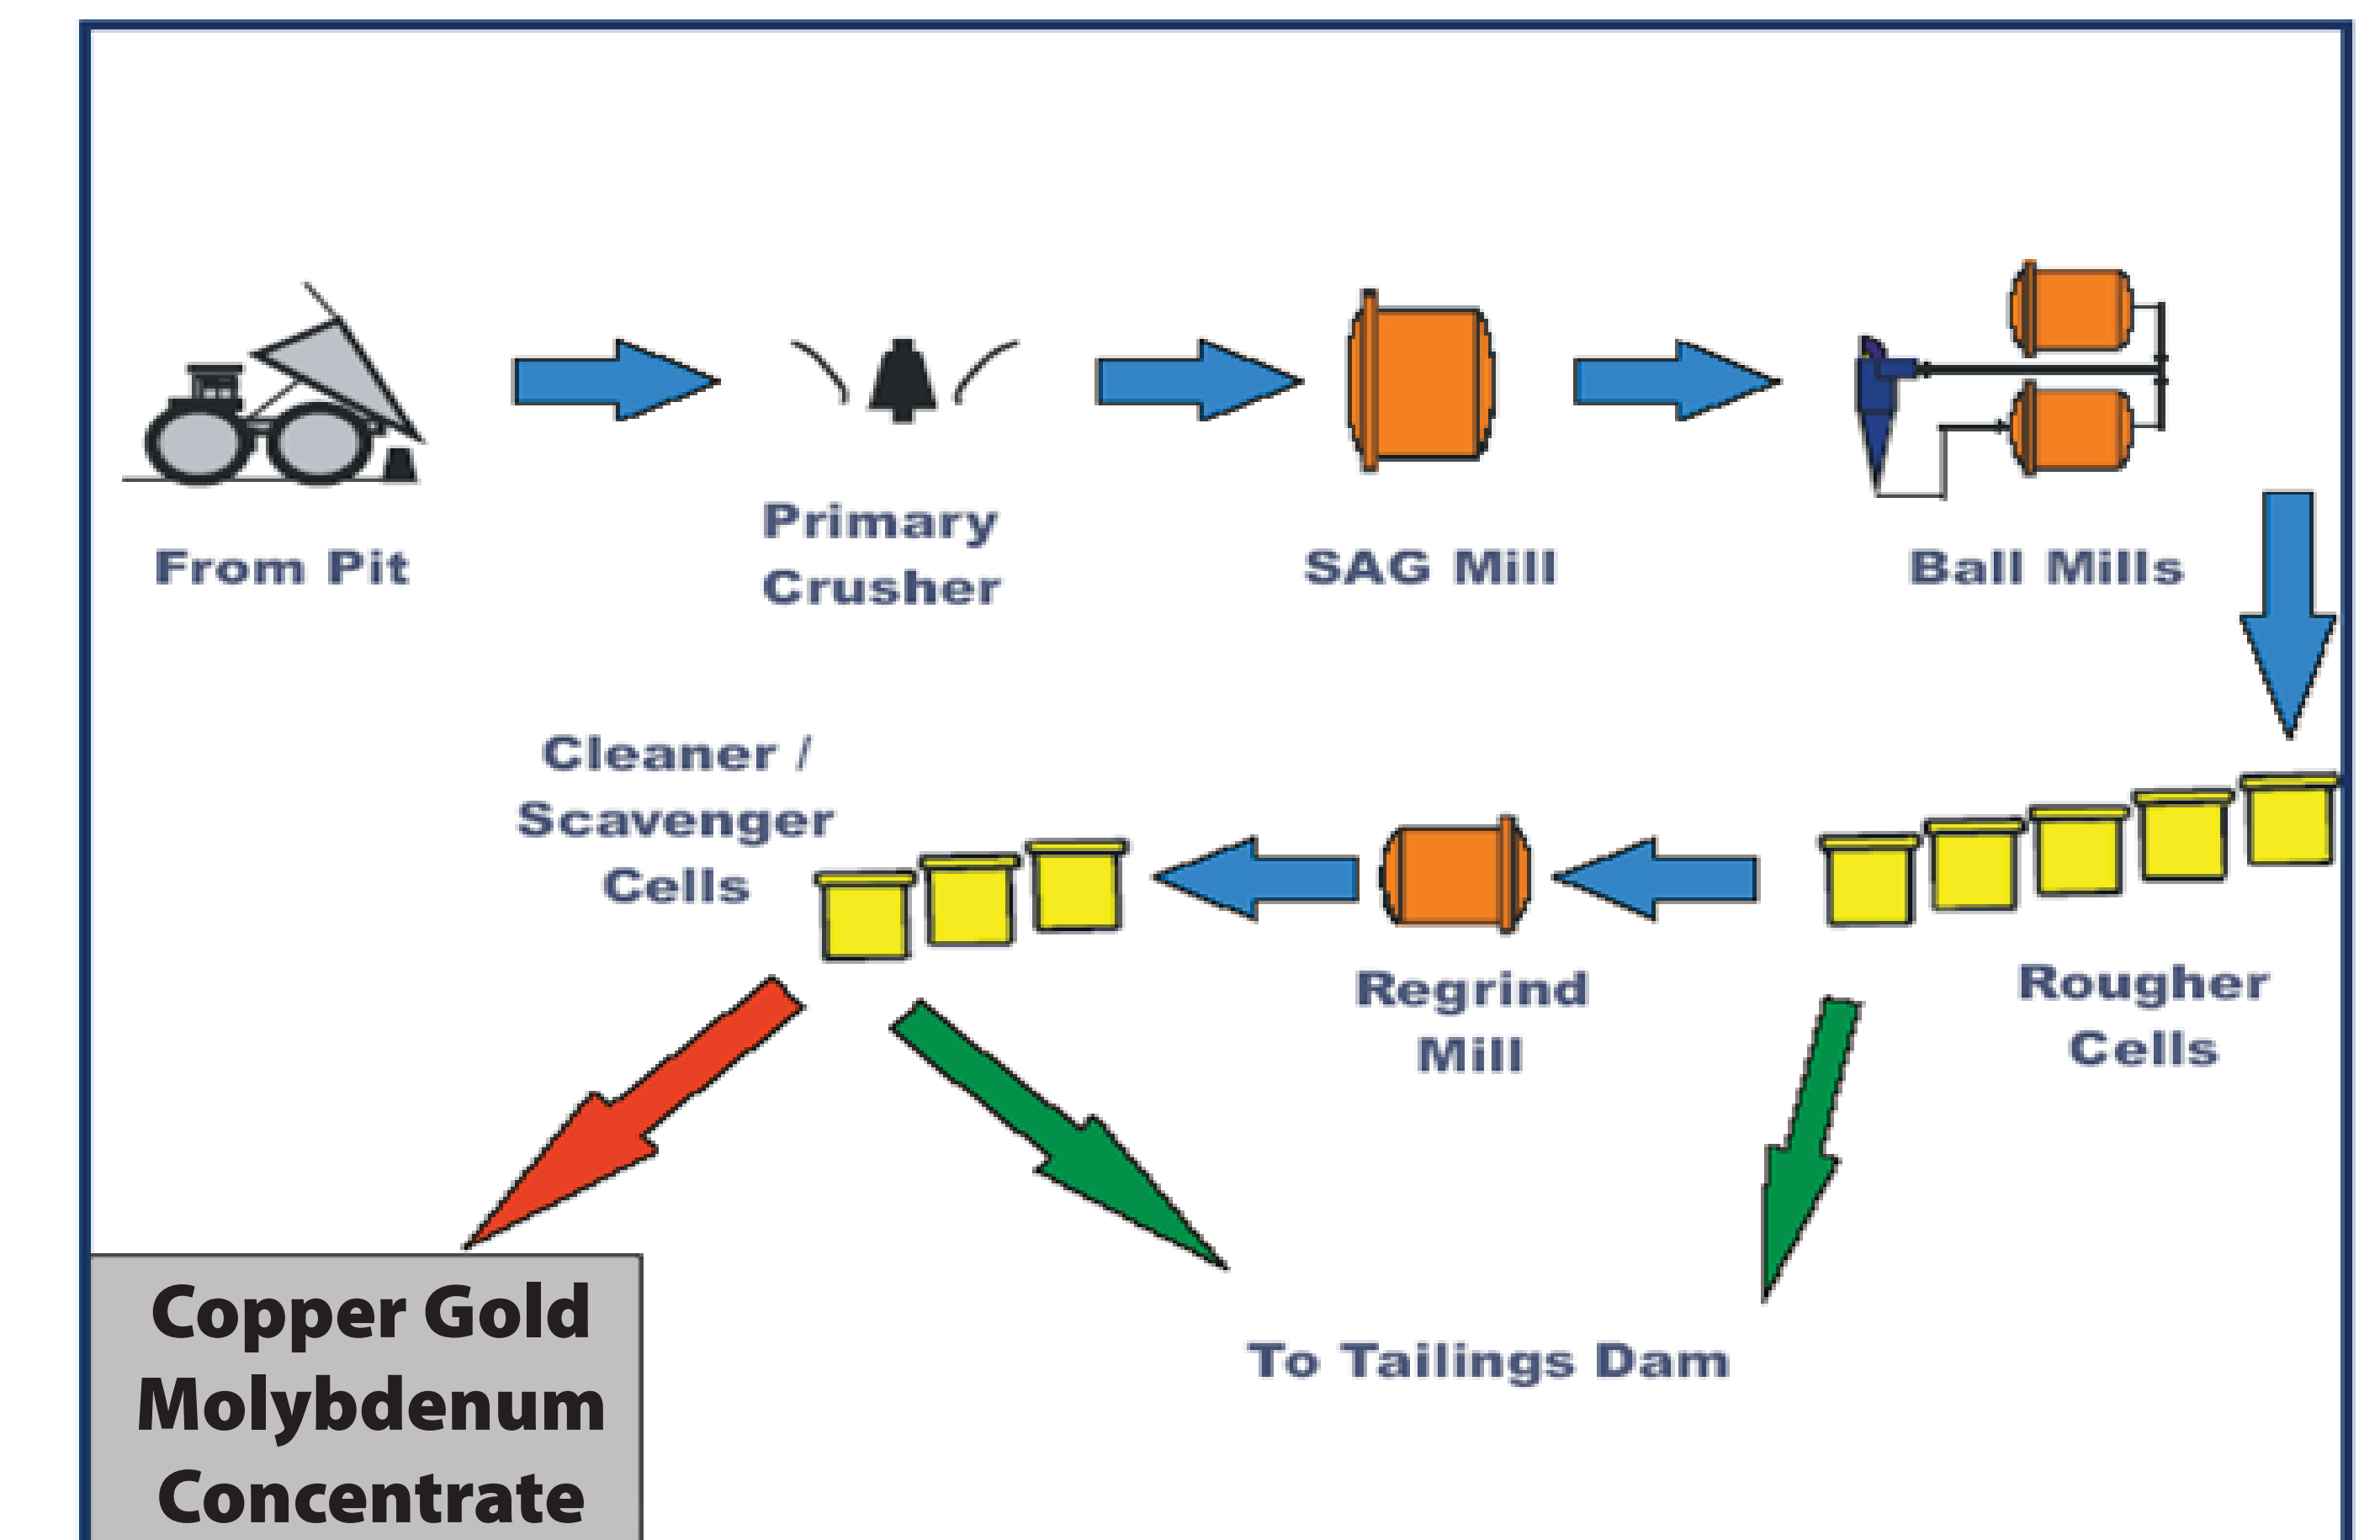 From Pit
Primary
Crusher
SAG Mill
Ball Mills
Cleaner /
Scavenger
Cells
Regrind
Mill
Rougher
Cells
To Tailings Dam
Copper Gold
Molybdenum
Concentrate